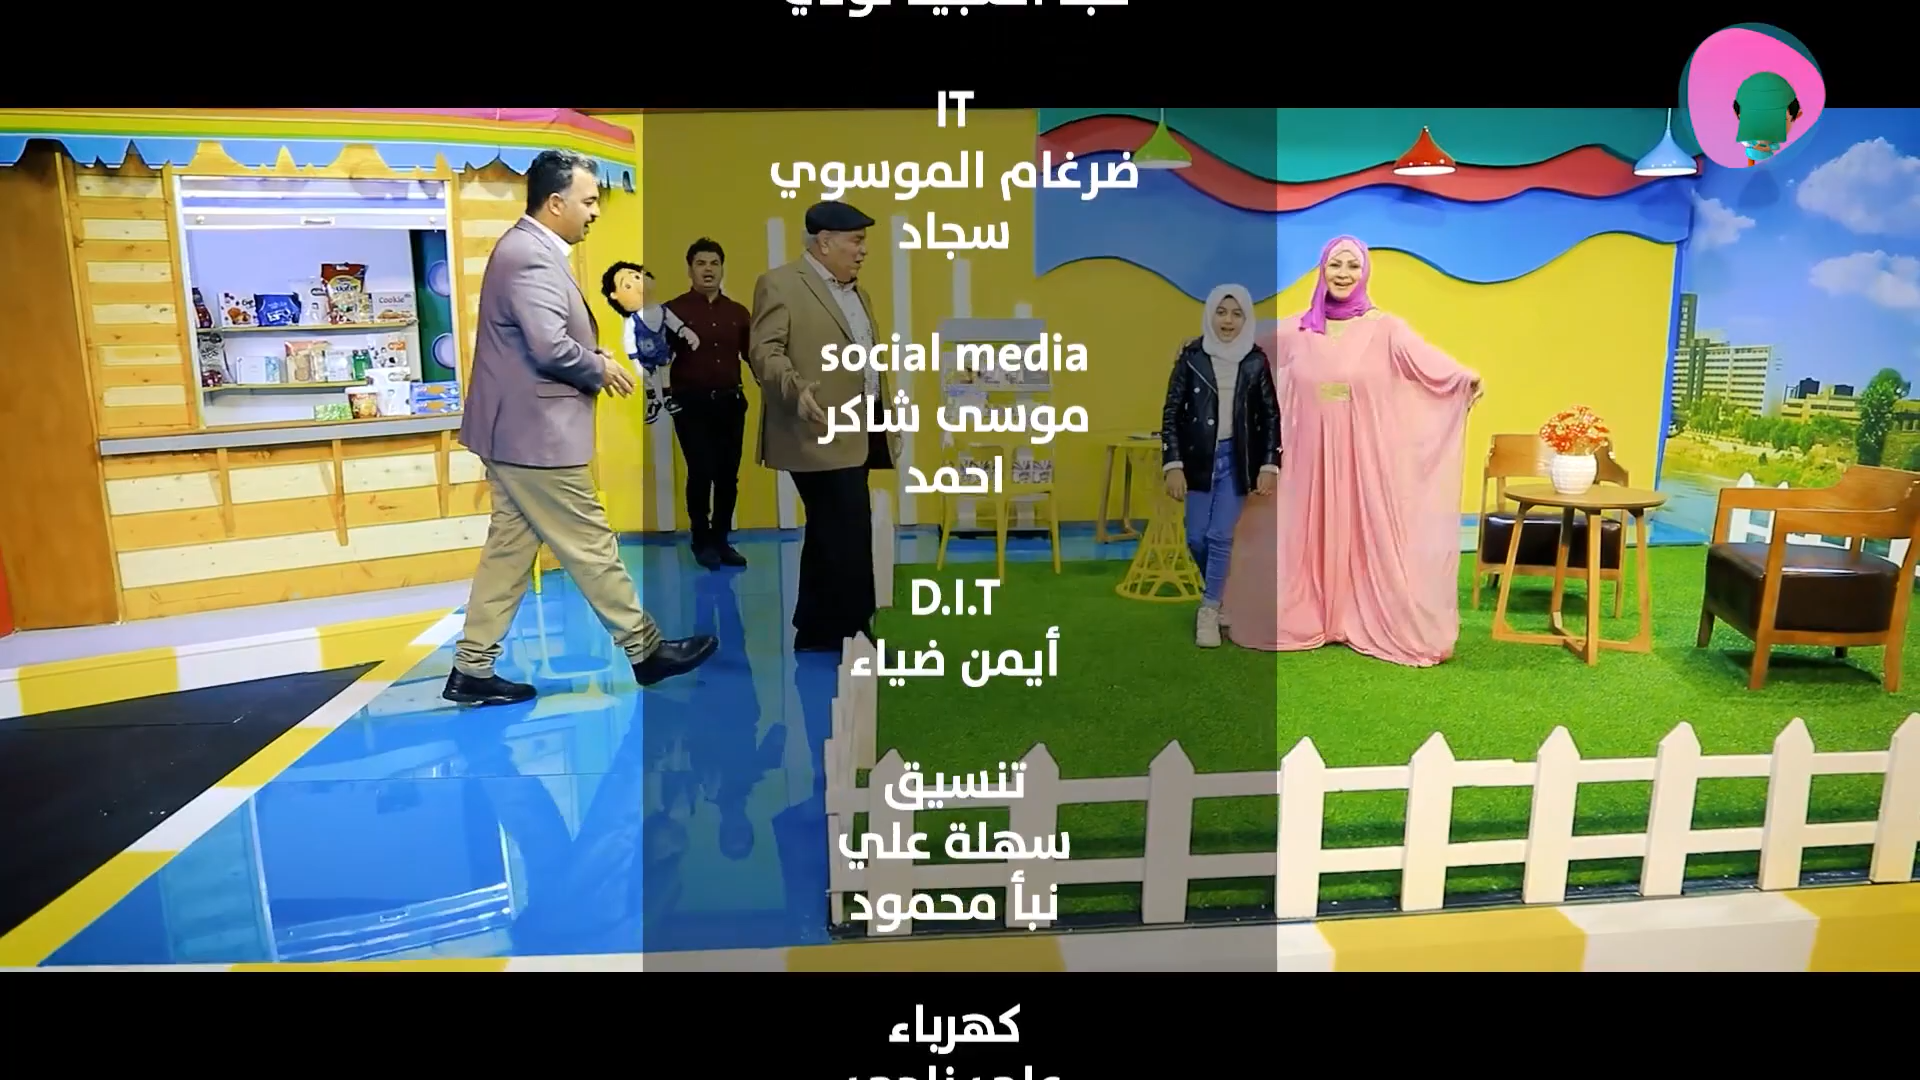 IT
ضرغام الموسوي
سجاد
social media
موسى شاكر
احمد
D.I.T
أيمن ضياء
تنسيق
سهلة علي
نبأ محمود
كهرباء